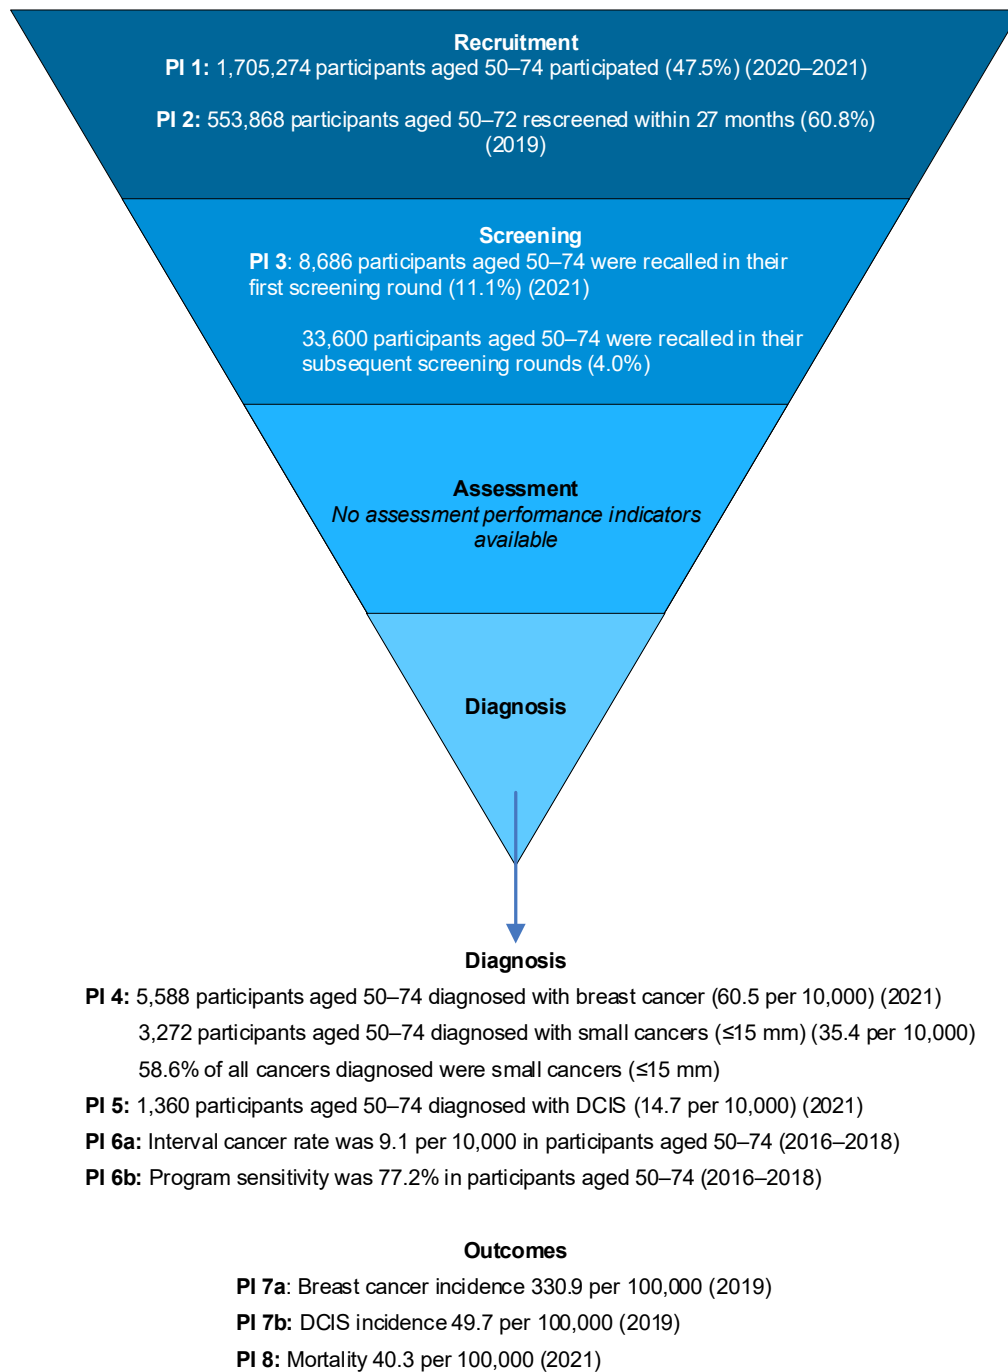 Recruitment
PI 1: 1,705,274 participants aged 50–74 participated (47.5%) (2020–2021)
PI 2: 553,868 participants aged 50–72 rescreened within 27 months (60.8%)
(2019)
Screening
PI 3: 8,686 participants aged 50–74 were recalled in their
first screening round (11.1%) (2021)
33,600 participants aged 50–74 were recalled in their
subsequent screening rounds (4.0%)
Assessment
No assessment performance indicators
available
Diagnosis
Diagnosis
PI 4: 5,588 participants aged 50–74 diagnosed with breast cancer (60.5 per 10,000) (2021)
3,272 participants aged 50–74 diagnosed with small cancers (≤15 mm) (35.4 per 10,000)
58.6% of all cancers diagnosed were small cancers (≤15 mm)
PI 5: 1,360 participants aged 50–74 diagnosed with DCIS (14.7 per 10,000) (2021)
PI 6a: Interval cancer rate was 9.1 per 10,000 in participants aged 50–74 (2016–2018)
PI 6b: Program sensitivity was 77.2% in participants aged 50–74 (2016–2018)
Outcomes
PI 7a: Breast cancer incidence 330.9 per 100,000 (2019)
PI 7b: DCIS incidence 49.7 per 100,000 (2019)
PI 8: Mortality 40.3 per 100,000 (2021)